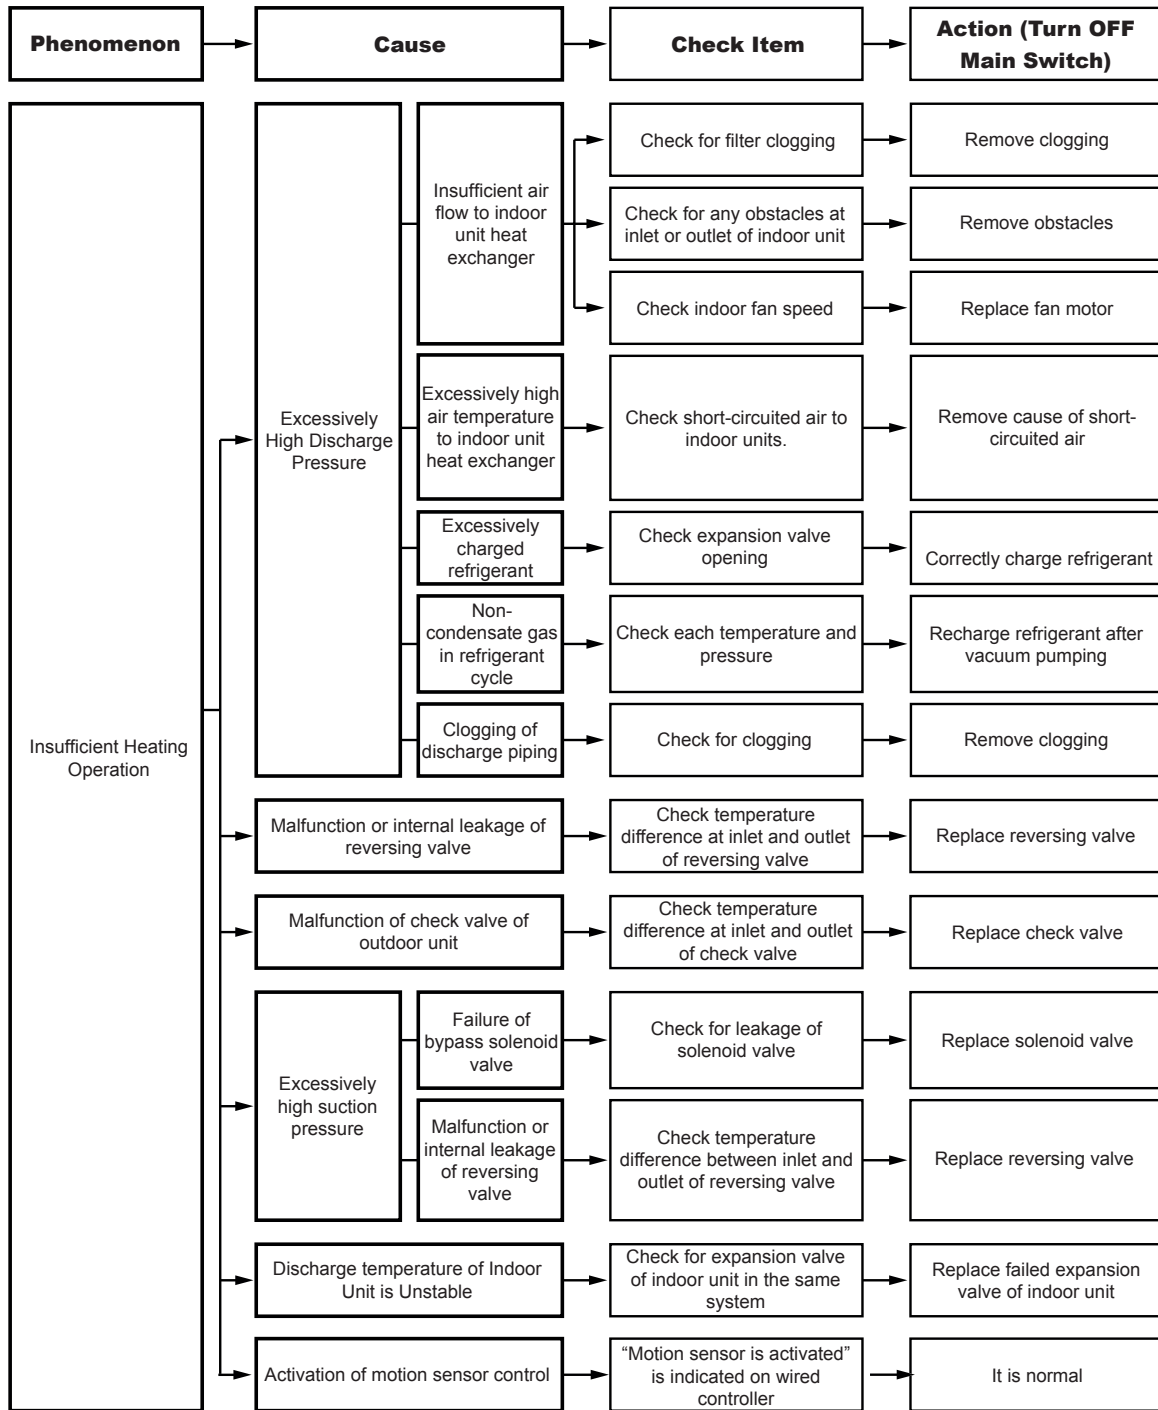 Phenomenon
Cause
Check Item
Action (Turn OFF
Main Switch)
Insufficient Heating
Operation
Excessively
High Discharge
Pressure
Insufficient air
flow to indoor
unit heat
exchanger
Check for filter clogging
Remove clogging
Check for any obstacles at
inlet or outlet of indoor unit
Remove obstacles
Check indoor fan speed
Replace fan motor
Excessively high
air temperature
to indoor unit
heat exchanger
Check short-circuited air to
indoor units.
Remove cause of short-
circuited air
Excessively
charged
refrigerant
Check expansion valve
opening
Correctly charge refrigerant
Non-
condensate gas
in refrigerant
cycle
Check each temperature and
pressure
Recharge refrigerant after
vacuum pumping
Clogging of
discharge piping
Check for clogging
Remove clogging
Malfunction or internal leakage of
reversing valve
Check temperature
difference at inlet and outlet
of reversing valve
Replace reversing valve
Malfunction of check valve of
outdoor unit
Check temperature
difference at inlet and outlet
of check valve
Replace check valve
Excessively
high suction
pressure
Failure of
bypass solenoid
valve
Check for leakage of
solenoid valve
Replace solenoid valve
Malfunction or
internal leakage
of reversing
valve
Check temperature
difference between inlet and
outlet of reversing valve
Replace reversing valve
Discharge temperature of Indoor
Unit is Unstable
Check for expansion valve
of indoor unit in the same
system
Replace failed expansion
valve of indoor unit
Activation of motion sensor control
“Motion sensor is activated”
is indicated on wired
controller
It is normal